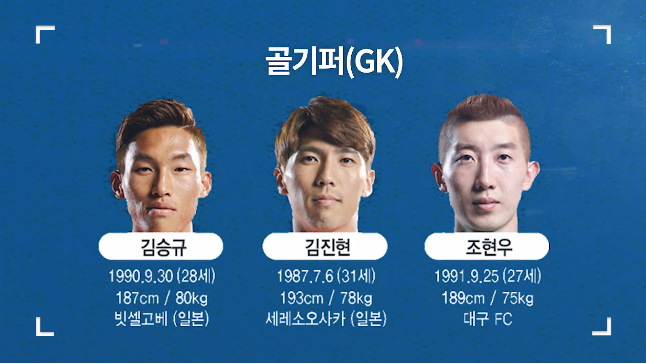 골기퍼(GK)
김승규
1990.9.30 (28세)
187cm / 80kg
빗셀고베 (일본)
김진현
1987.7.6 (31세)
193cm / 78kg
세레소오사카 (일본)
조현우
1991.9.25 (27세)
189cm / 75kg
대구 FC